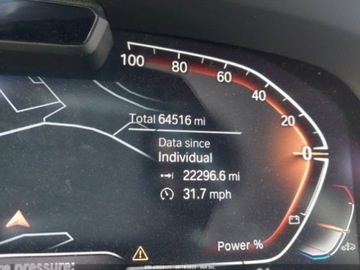 100 80 60 40 20 0
Total 64516 mi
Data since
Individual
22296.6 mi
31.7 mph
Power %
pressure: